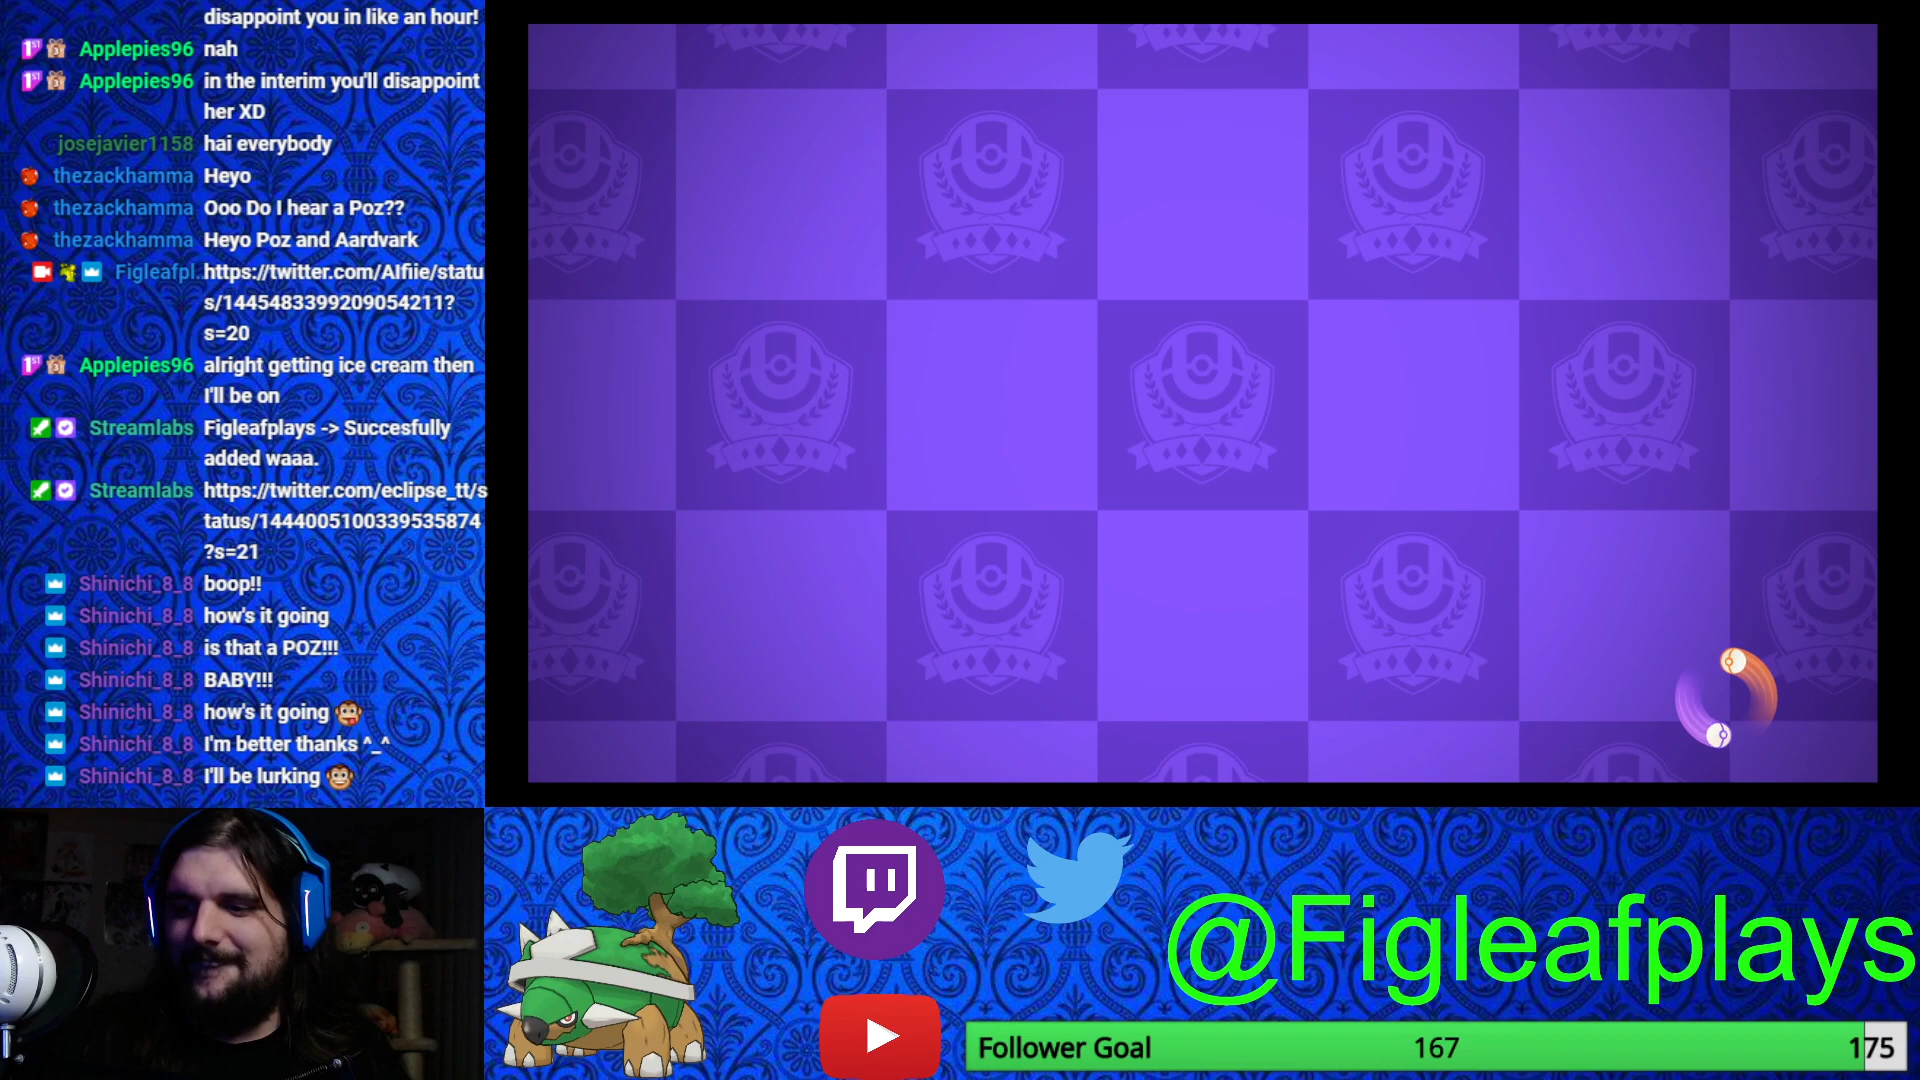 disappoint you in like an hour!
Applepies96 nah
Applepies96 in the interim you'll disappoint
her XD
josejavier1158 hai everybody
thezackhamma Heyo
thezackhamma Ooo Do I hear a Poz??
thezackhamma Heyo Poz and Aardvark
Figleafpl... https://twitter.com/Alfiie/statu
s/1445483399209054211?
s=20
Applepies96 alright getting ice cream then
I'll be on
Streamlabs Figleafplays -> Succesfully
added waaa.
Streamlabs https://twitter.com/eclipse_tt/s
tatus/1444005100339535874
?s=21
Shinichi_8_8 boop!!
Shinichi_8_8 how's it going
Shinichi_8_8 is that a POZ!!!
Shinichi_8_8 BABY!!!
Shinichi_8_8 how's it going
Shinichi_8_8 I'm better thanks ^_^
Shinichi_8_8 I'll be lurking
@Figleafplays
Follower Goal 167 175